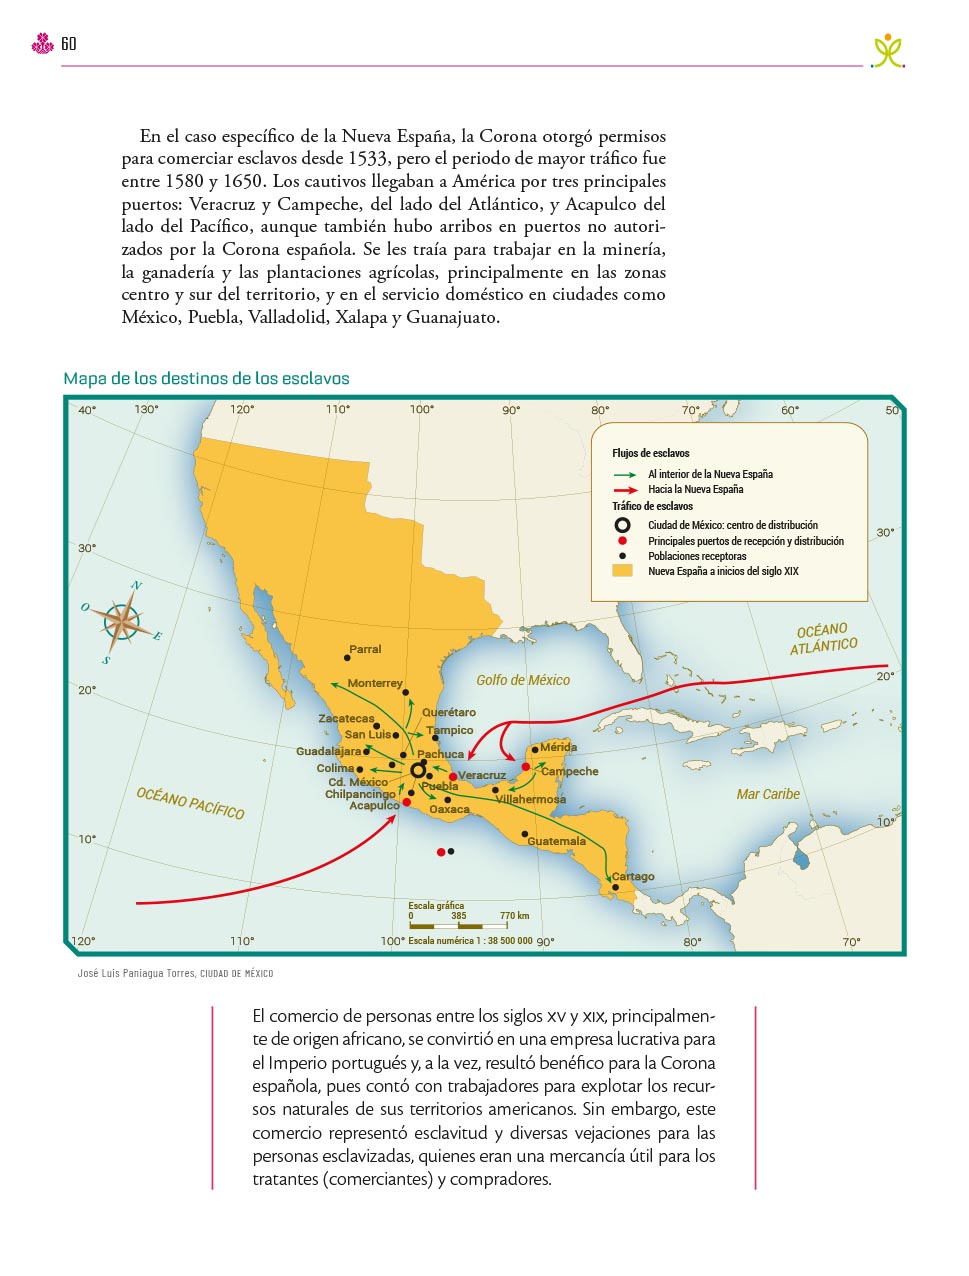 60
En el caso específico de la Nueva España, la Corona otorgó permisos
para comerciar esclavos desde 1533, pero el periodo de mayor tráfico fue
entre 1580 y 1650. Los cautivos llegaban a América por tres principales
puertos: Veracruz y Campeche, del lado del Atlántico, y Acapulco del
lado del Pacífico, aunque también hubo arribos en puertos no autori-
zados por la Corona española. Se les traía para trabajar en la minería,
la ganadería y las plantaciones agrícolas, principalmente en las zonas
centro y sur del territorio, y en el servicio doméstico en ciudades como
México, Puebla, Valladolid, Xalapa y Guanajuato.
Mapa de los destinos de los esclavos
40° 130° 120° 110° 100° 90° 80° 70° 60° 50
Flujos de esclavos
Al interior de la Nueva España
Hacia la Nueva España
Tráfico de esclavos
Ciudad de México: centro de distribución
Principales puertos de recepción y distribución
Poblaciones receptoras
Nueva España a inicios del siglo XIX
30° 30°
N
O
E
S
OCÉANO
ATLÁNTICO
Parral
Golfo de México
20° 20°
Monterrey
Querétaro
Zacatecas
Tampico
San Luis
Guadalajara
Pachuca
Mérida
Colima
Veracruz
Campeche
Cd. México
Puebla
Chilpancingo
Villahermosa
Acapulco
Oaxaca
OCÉANO PACÍFICO
Mar Caribe
10° 10°
Guatemala
Cartago
Escala gráfica
0 385 770 km
120° 110° 100° Escala numérica 1 : 38 500 000 90° 80° 70°
José Luis Paniagua Torres, CIUDAD DE MÉXICO
El comercio de personas entre los siglos XV y XIX, principalmen-
te de origen africano, se convirtió en una empresa lucrativa para
el Imperio portugués y, a la vez, resultó benéfico para la Corona
española, pues contó con trabajadores para explotar los recur-
sos naturales de sus territorios americanos. Sin embargo, este
comercio representó esclavitud y diversas vejaciones para las
personas esclavizadas, quienes eran una mercancía útil para los
tratantes (comerciantes) y compradores.